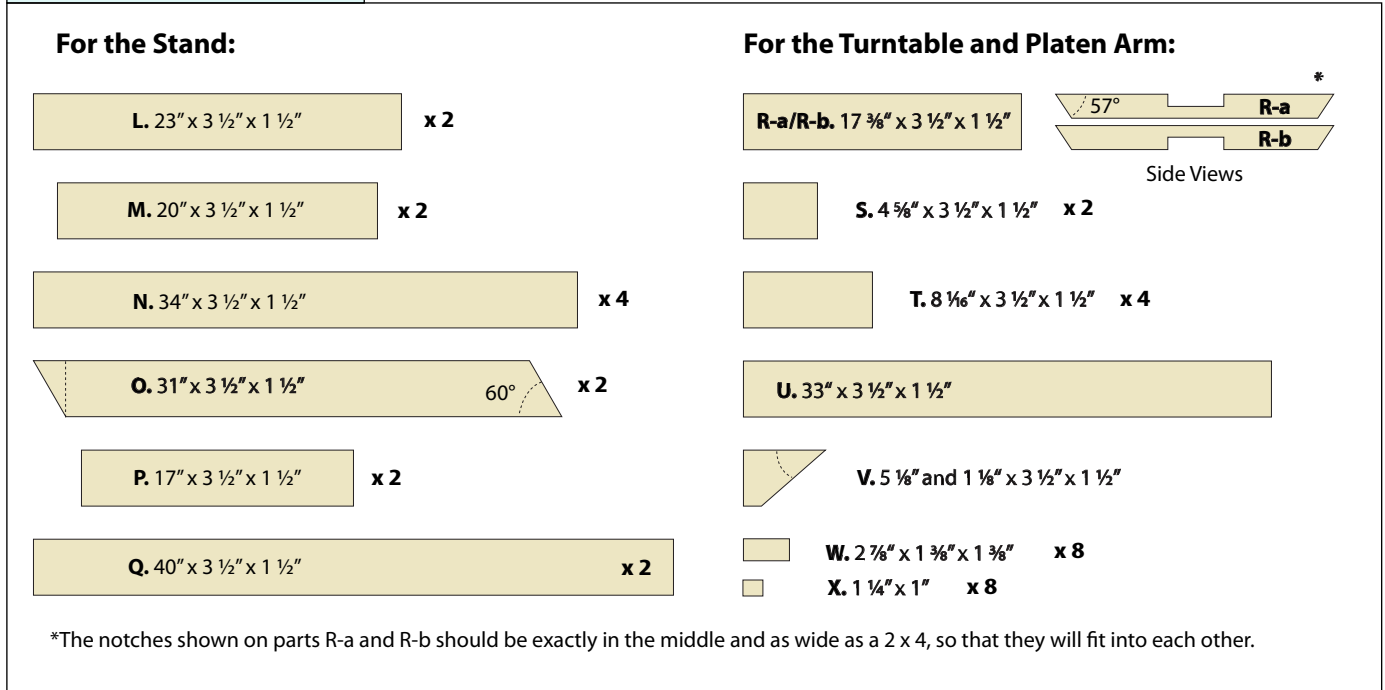 For the Stand:
L. 23″ x 3 ½″ x 1 ½″
x 2
M. 20″ x 3 ½″ x 1 ½″
x 2
N. 34″ x 3 ½″ x 1 ½″
x 4
O. 31″ x 3 ½″ x 1 ½″
60°
x 2
P. 17″ x 3 ½″ x 1 ½″
x 2
Q. 40″ x 3 ½″ x 1 ½″
x 2
For the Turntable and Platen Arm:
*
R-a/R-b. 17 ⅜“ x 3 ½″ x 1 ½″
57°
R-a
R-b
Side Views
S. 4 ⅝“ x 3 ½″ x 1 ½″ x 2
T. 8 1⁄16“ x 3 ½″ x 1 ½″ x 4
U. 33“ x 3 ½″ x 1 ½″
V. 5 ⅛″ and 1 ⅛“ x 3 ½″ x 1 ½″
W. 2 ⅞“ x 1 ⅜″ x 1 ⅜″ x 8
X. 1 ¼″ x 1″ x 8
*The notches shown on parts R-a and R-b should be exactly in the middle and as wide as a 2 x 4, so that they will fit into each other.